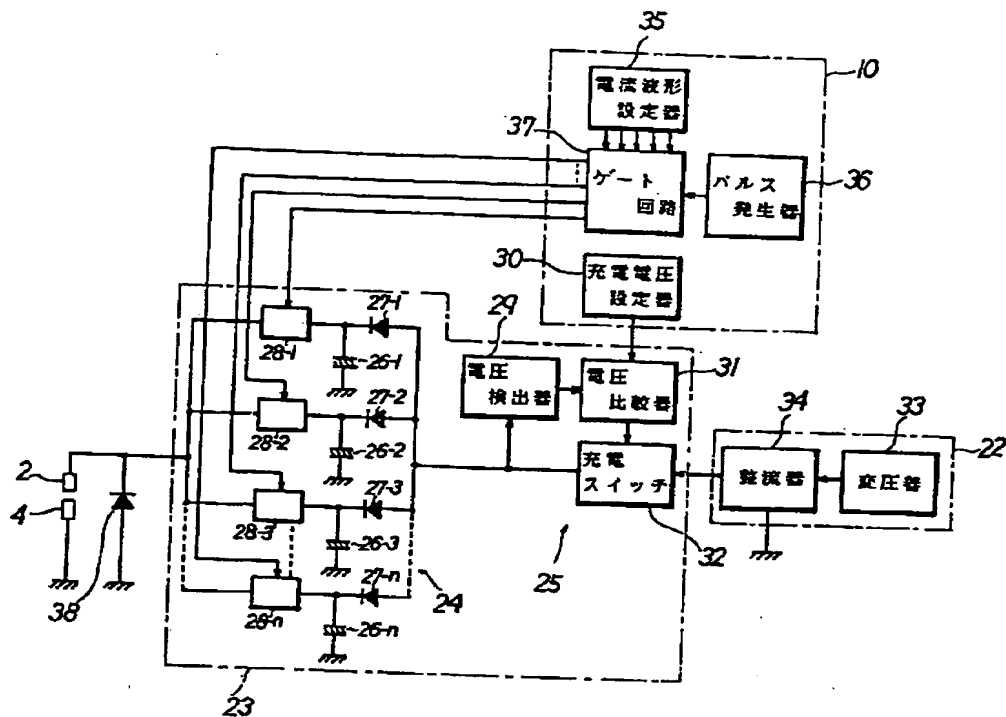 35
10
電流波形
設定器
37
ゲート
回路
パルス
発生器
36
30
充電電圧
設定器
27-1
29
28-1
26-1
電圧
検出器
電圧
比較器
31
27-2
34
33
28-2
26-2
充電
スイッチ
整流器
変圧器
22
2
4
27-3
28-3
26-3
32
25
38
27-n
24
28-n
26-n
23